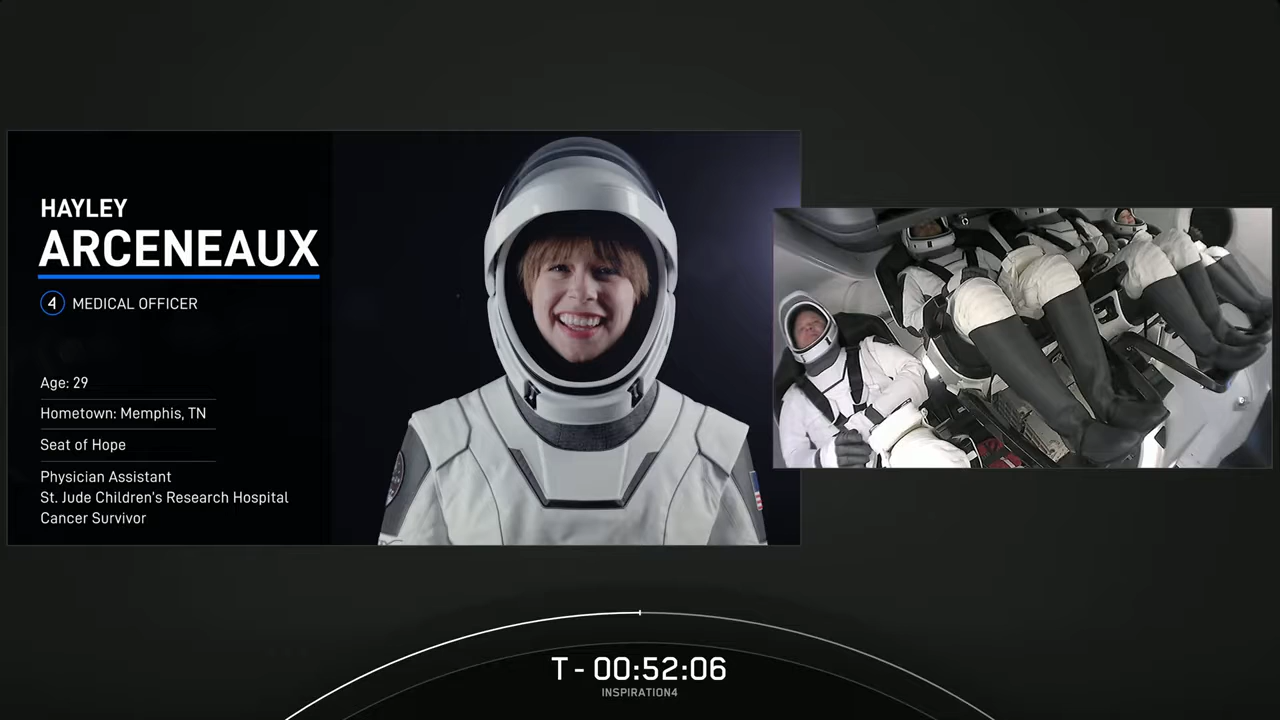 HAYLEY
ARCENEAUX
4 MEDICAL OFFICER
Age: 29
Hometown: Memphis, TN
Seat of Hope
Physician Assistant
St. Jude Children's Research Hospital
Cancer Survivor
T- 00:52:06
INSPIRATION4